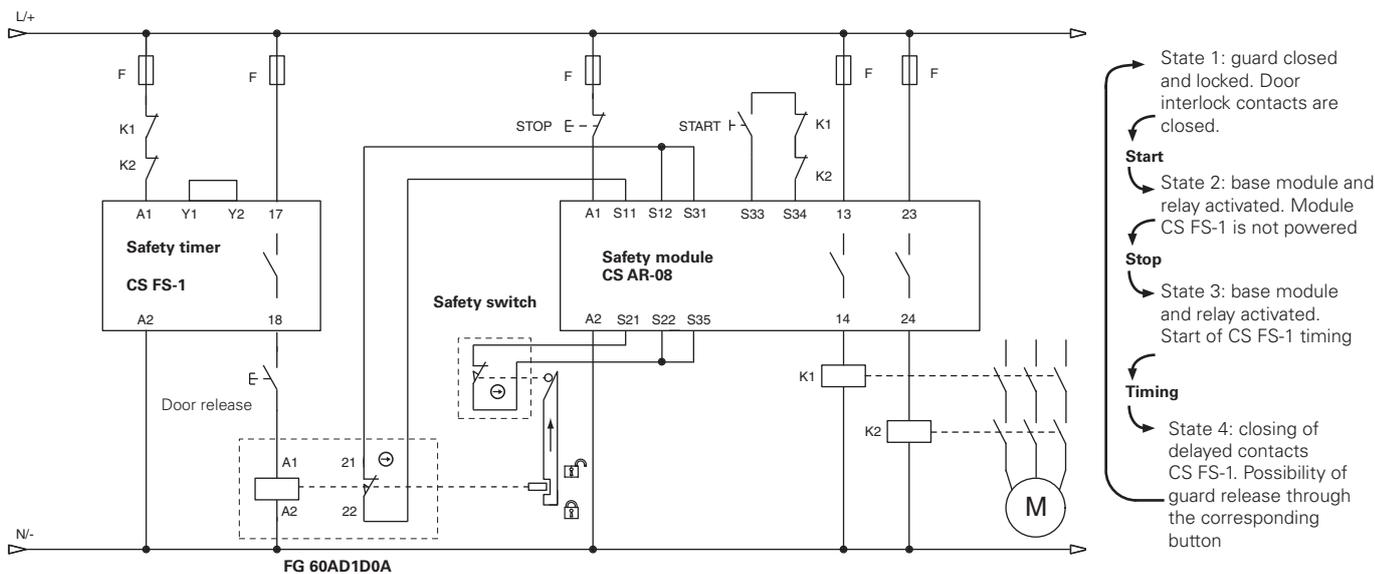 L/+
F
F
F
F
F
K1
K2
STOP
START
K1
K2
A1 Y1 Y2 17
Safety timer
CS FS-1
A2 18
A1 S11 S12 S31 S33 S34 13 23
Safety module
CS AR-08
A2 S21 S22 S35 14 24
Safety switch
Door release
K1
K2
M
A1
A2
21
22
N/-
FG 60AD1D0A
State 1: guard closed
and locked. Door
interlock contacts are
closed.
Start
State 2: base module and
relay activated. Module
CS FS-1 is not powered
Stop
State 3: base module
and relay activated.
Start of CS FS-1 timing
Timing
State 4: closing of
delayed contacts
CS FS-1. Possibility of
guard release through
the corresponding
button